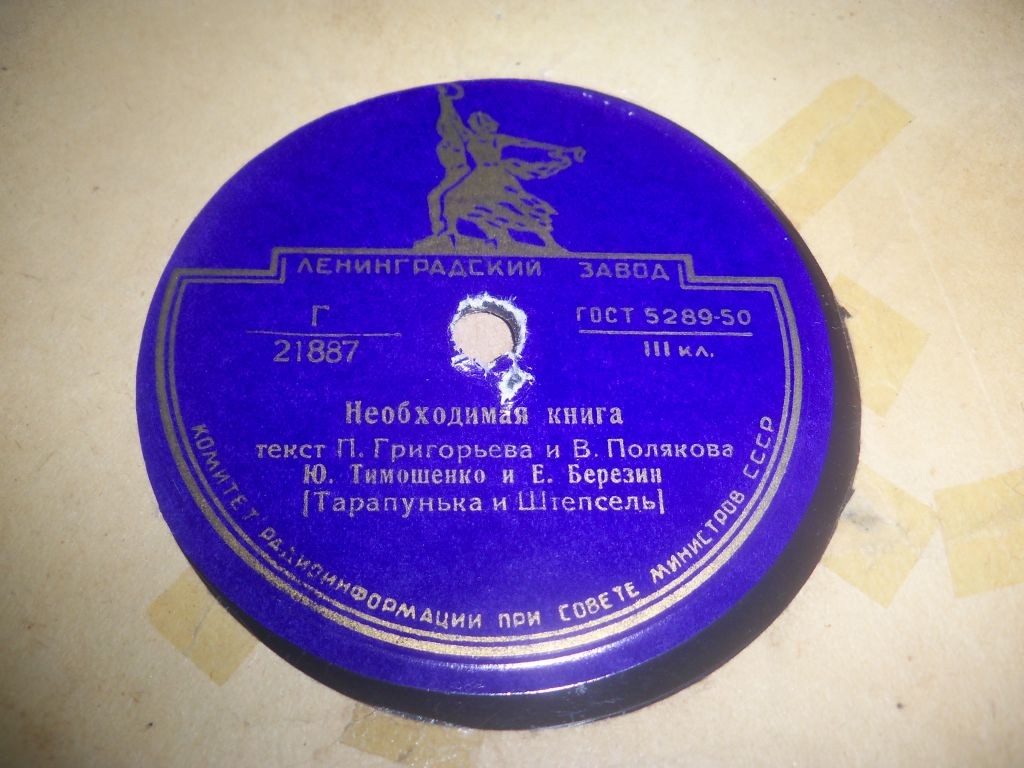 ЛЕНИНГРАДСКИЙ ЗАВОД
Г
21887
ГОСТ 5289-50
III кл.
Необходимая книга
текст П. Григорьева и В. Полякова
Ю. Тимошенко и Е. Березин
[Тарапунька и Штепсель]
КОМИТЕТ РАДИОИНФОРМАЦИИ ПРИ СОВЕТЕ МИНИСТРОВ СССР